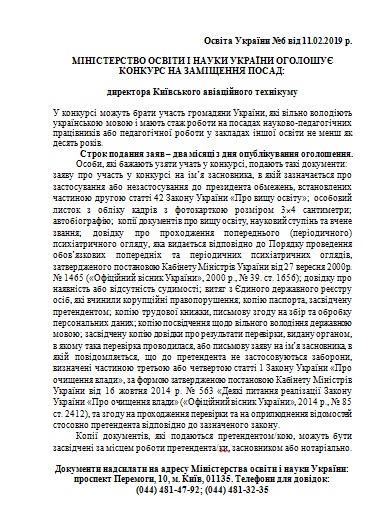 Освіта України №6 від 11.02.2019 р.
МІНІСТЕРСТВО ОСВІТИ І НАУКИ УКРАЇНИ ОГОЛОШУЄ
КОНКУРС НА ЗАМІЩЕННЯ ПОСАД:
директора Київського авіаційного технікуму
У конкурсі можуть брати участь громадяни України, які вільно володіють
українською мовою і мають стаж роботи на посадах науково-педагогічних
працівників або педагогічної роботи у закладах іншої освіти не менш як
десять років.
Строк подання заяв – два місяці з дня опублікування оголошення.
Особи, які бажають узяти участь у конкурсі, подають такі документи:
заяву про участь у конкурсі на ім’я засновника, в якій зазначається про
застосування або незастосування до президента обмежень, встановлених
частиною другою статті 42 Закону України «Про вищу освіту»; особовий
листок з обліку кадрів з фотокарткою розміром 3х4 сантиметри;
автобіографію; копії документів про вищу освіту, науковий ступінь та вчене
звання; довідку про проходження попереднього (періодичного)
психіатричного огляду, яка видається відповідно до Порядку проведення
обов’язкових попередніх та періодичних психіатричних оглядів,
затвердженого постановою Кабінету Міністрів України від 27 вересня 2000р.
№ 1465 («Офіційний вісник України», 2000 р., № 39. ст. 1656); довідку про
наявність або відсутність судимості; витяг з Єдиного державного реєстру
осіб, які вчинили корупційні правопорушення; копію паспорта, засвідчену
претендентом; копію трудової книжки, письмову згоду на збір та обробку
персональних даних; копію посвідчення щодо вільного володіння державною
мовою; засвідчену копію довідки про результати перевірки, видану органом,
в якому така перевірка проводилася, або письмову заяву на ім’я засновника, в
якій повідомляється, що до претендента не застосовуються заборони,
визначені частиною третьою або четвертою статті 1 Закону України «Про
очищення влади», за формою затвердженою постановою Кабінету Міністрів
України від 16 жовтня 2014 р. № 563 «Деякі питання реалізації Закону
України «Про очищення влади» («Офіційний вісник України», 2014 р., № 85
ст. 2412), та згоду на проходження перевірки та на оприлюднення відомостей
стосовно претендента відповідно до зазначеного закону.
Копії документів, які подаються претендентом/кою, можуть бути
засвідчені за місцем роботи претендента/ки, засновником або нотаріально.
Документи надсилати на адресу Міністерства освіти і науки України:
проспект Перемоги, 10, м. Київ, 01135. Телефони для довідок:
(044) 481-47-92; (044) 481-32-35